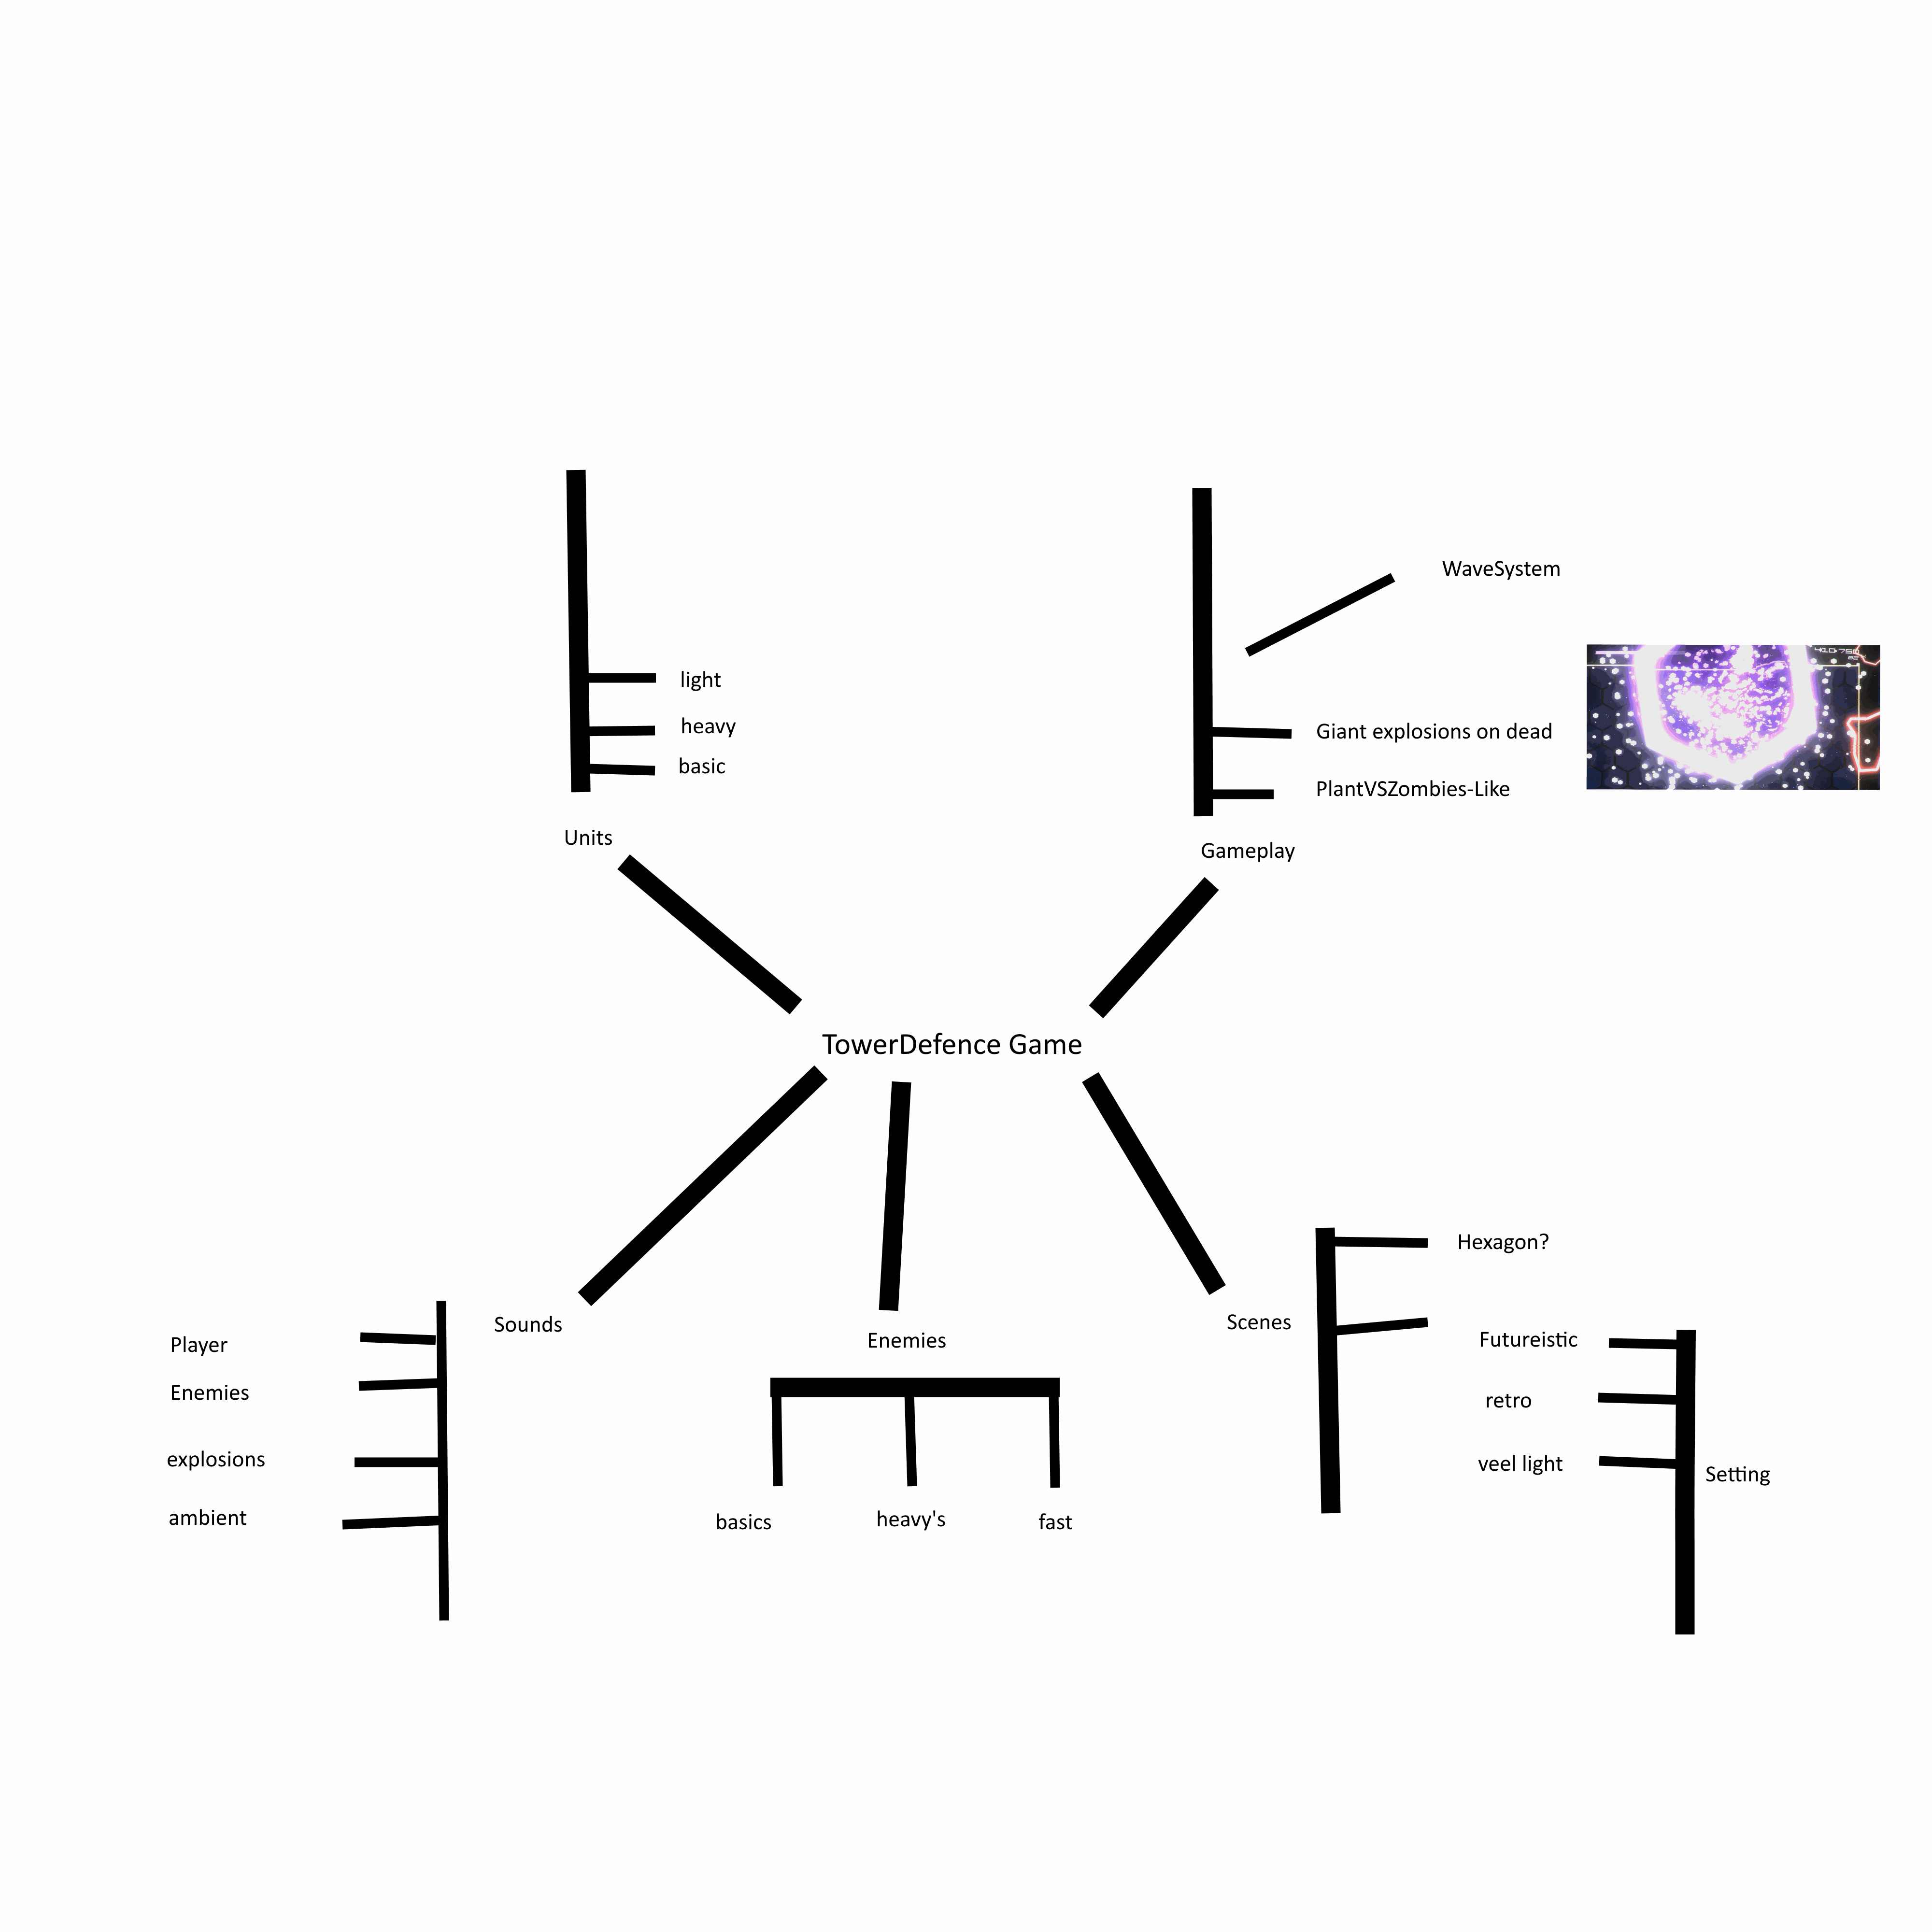 WaveSystem
light
heavy
basic
Giant explosions on dead
PlantVSZombies-Like
Units
Gameplay
TowerDefence Game
Sounds
Player
Enemies
explosions
ambient
Enemies
basics
heavy's
fast
Scenes
Hexagon?
Futureistic
retro
veel light
Setting